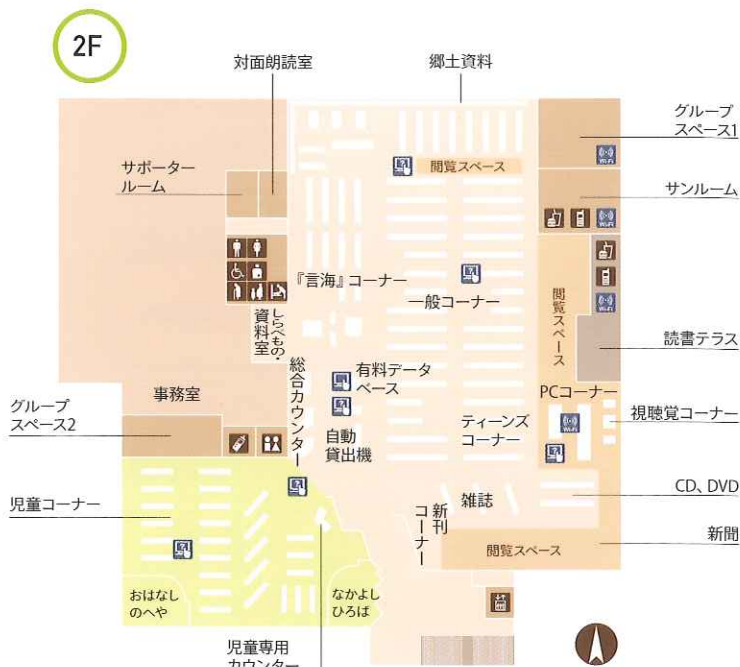 2F
対面朗読室
郷土資料
グループ
スペース1
サポーター
ルーム
閲覧スペース
サンルーム
Wi-Fi
Wi-Fi
『言海』コーナー
一般コーナー
閲覧スペース
Wi-Fi
しらべもの・
資料室
読書テラス
総合カウンター
有料データ
ベース
事務室
PCコーナー
グループ
スペース2
自動
貸出機
ティーンズ
コーナー
Wi-Fi
視聴覚コーナー
児童コーナー
雑誌
CD、DVD
新刊
コーナー
新聞
閲覧スペース
おはなし
のへや
なかよし
ひろば
児童専用
カウンター